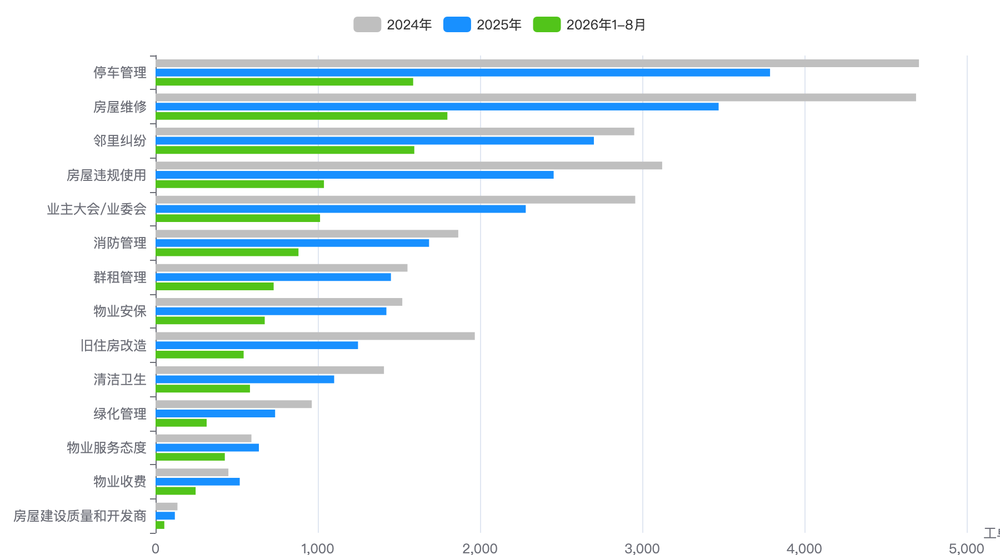 2024年 2025年 2026年1-8月
停车管理
房屋维修
邻里纠纷
房屋违规使用
业主大会/业委会
消防管理
群租管理
物业安保
旧住房改造
清洁卫生
绿化管理
物业服务态度
物业收费
房屋建设质量和开发商
工
0 1,000 2,000 3,000 4,000 5,000